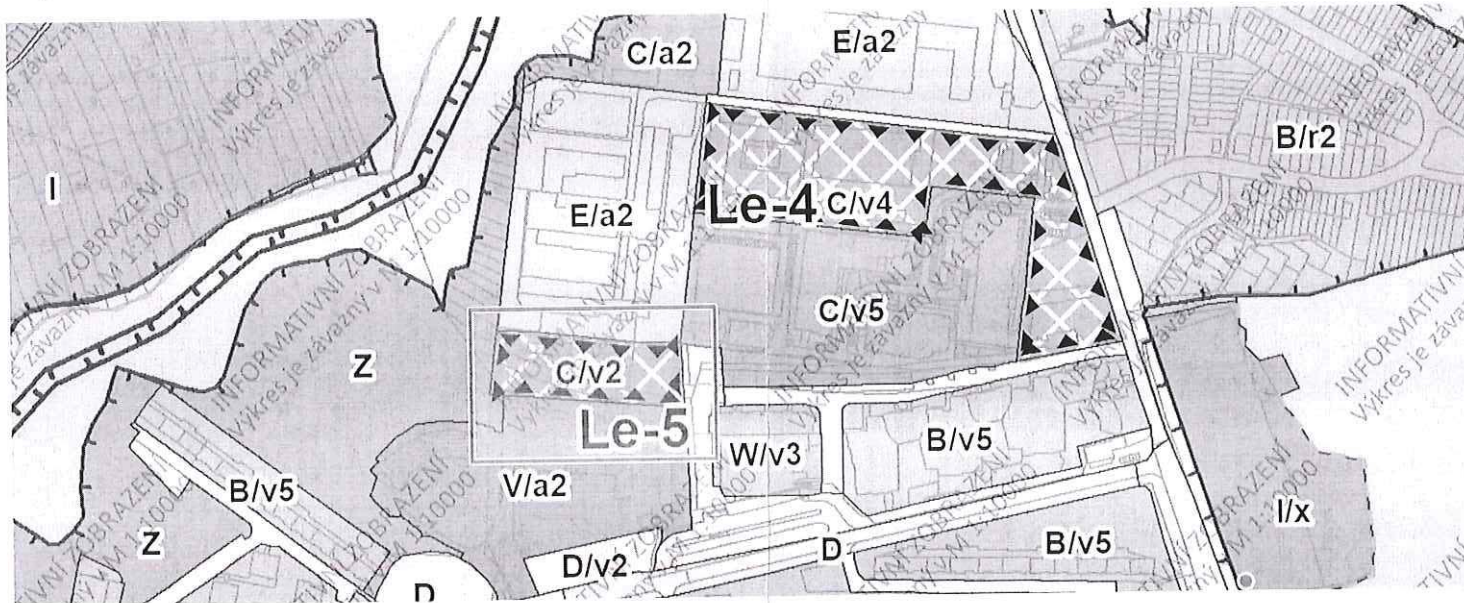 C/a2
E/a2
B/r2
I
E/a2
Le-4
C/v4
C/v5
Z
C/v2
Le-5
B/v5
Z
V/a2
W/v3
B/v5
I/x
D/v2
D
B/v5
D
INFORMATIVNÍ ZOBRAZENÍ
Výkres je závazný v M 1:10000